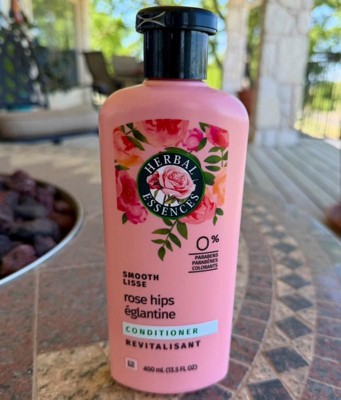 HERBAL
ESSENCES
0%
PARABENS
PARABÈNES
COLORANTS
SMOOTH
LISSE
rose hips
églantine
CONDITIONER
REVITALISANT
400 mL (13.5 FL OZ)